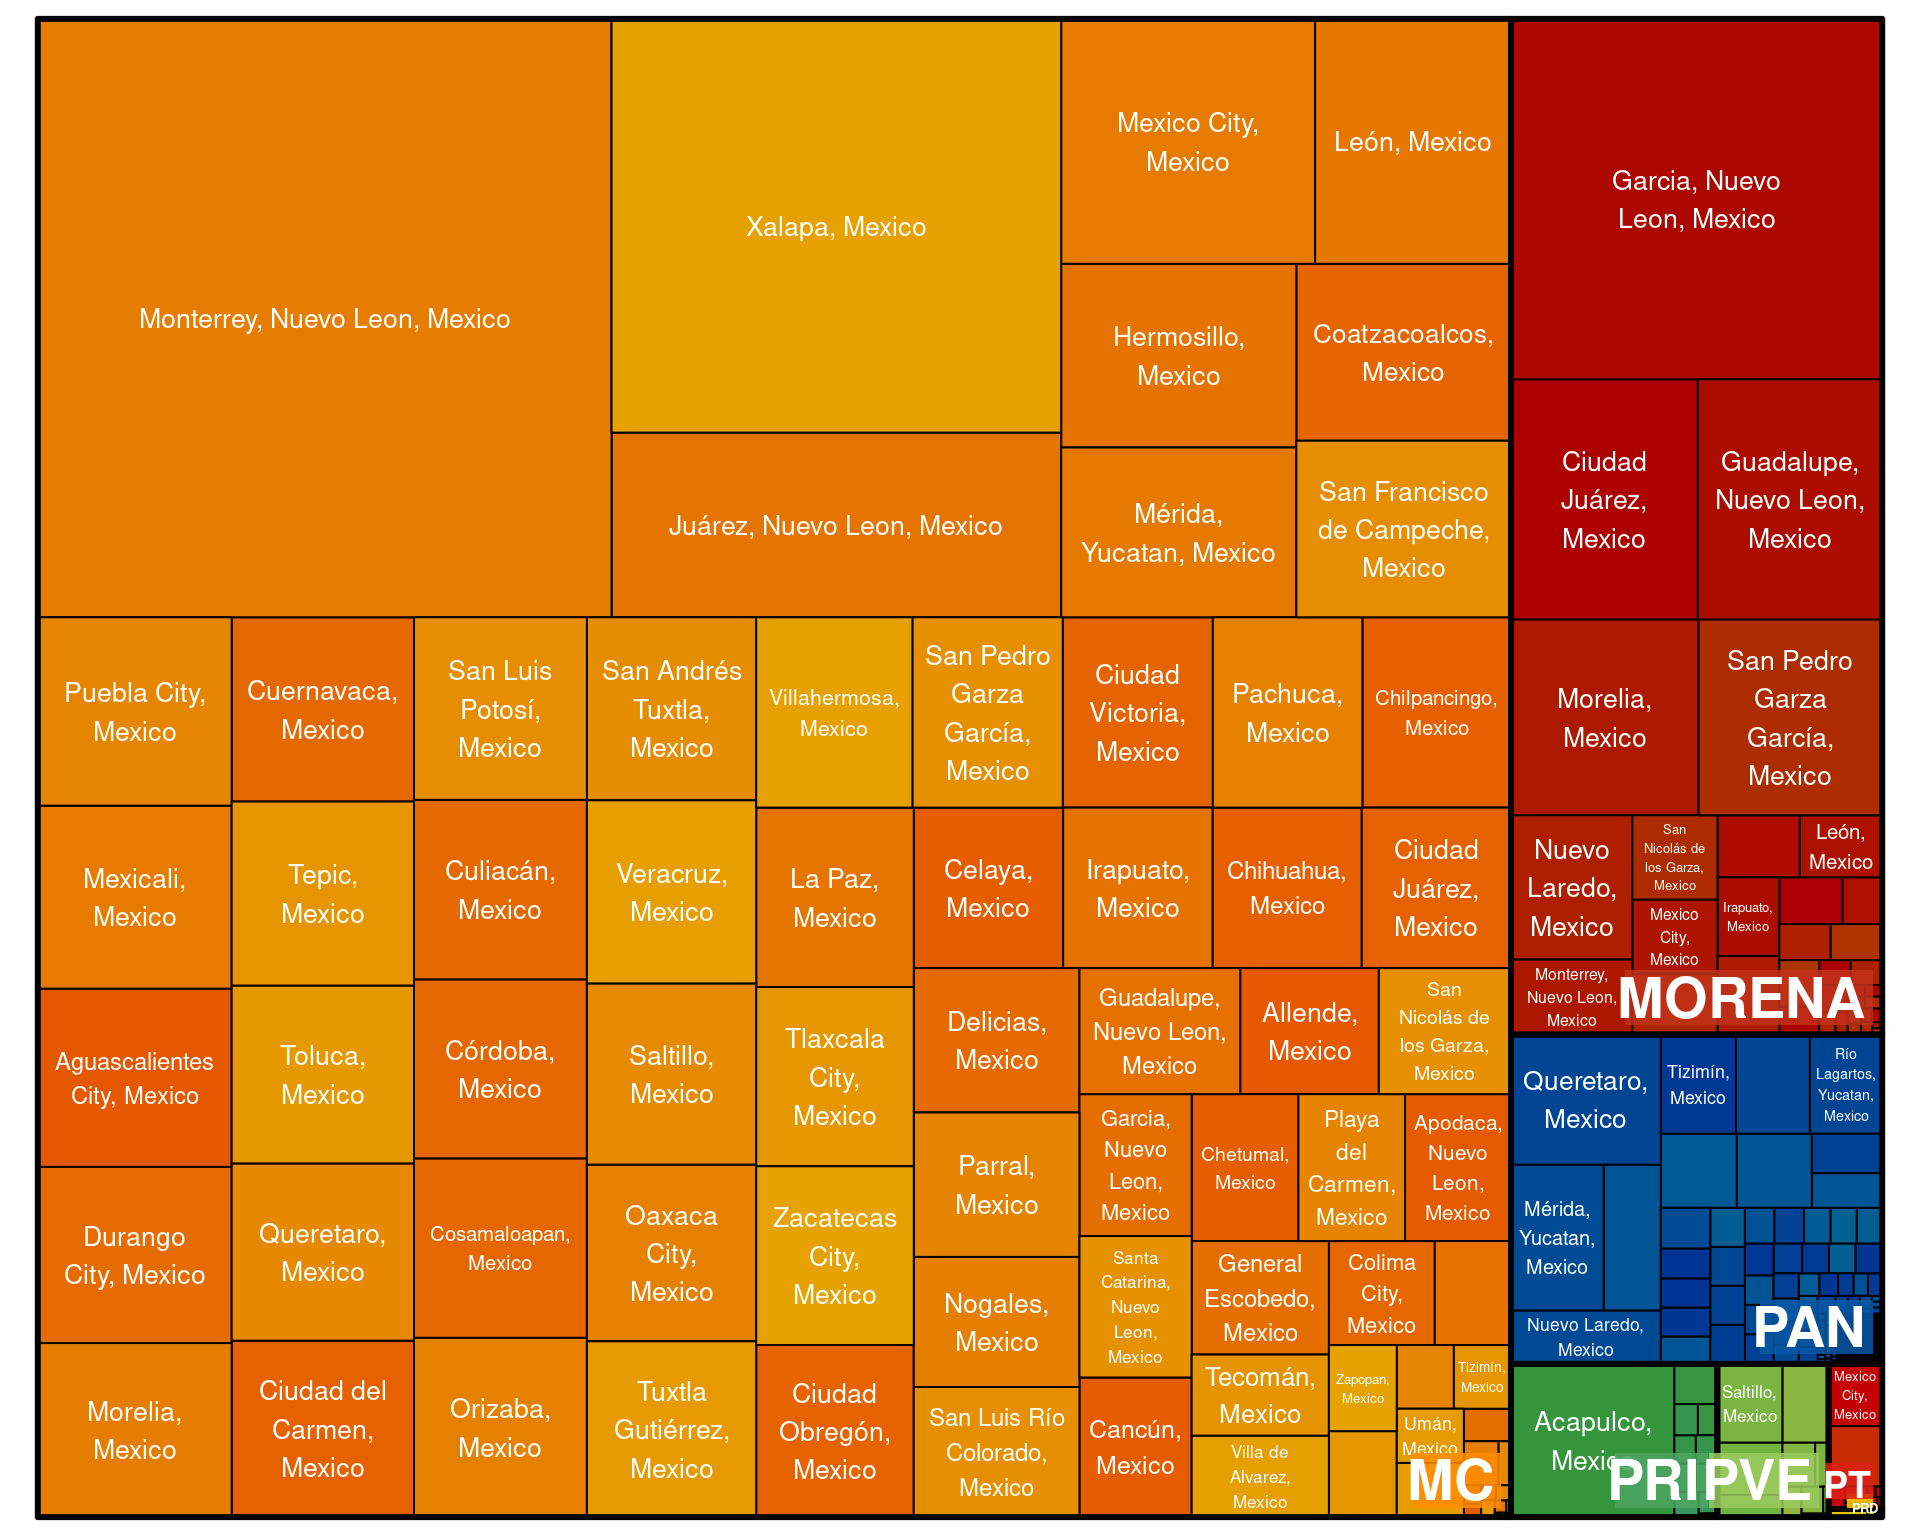 Monterrey, Nuevo Leon, Mexico
Xalapa, Mexico
Juárez, Nuevo Leon, Mexico
Mexico City,
Mexico
León, Mexico
Hermosillo,
Mexico
Coatzacoalcos,
Mexico
Mérida,
Yucatan, Mexico
San Francisco
de Campeche,
Mexico
Puebla City,
Mexico
Mexicali,
Mexico
Aguascalientes
City, Mexico
Durango
City, Mexico
Morelia,
Mexico
Cuernavaca,
Mexico
Tepic,
Mexico
Toluca,
Mexico
Queretaro,
Mexico
Ciudad del
Carmen,
Mexico
San Luis
Potosí,
Mexico
Culiacán,
Mexico
Córdoba,
Mexico
Cosamaloapan,
Mexico
Orizaba,
Mexico
San Andrés
Tuxtla,
Mexico
Veracruz,
Mexico
Saltillo,
Mexico
Oaxaca
City,
Mexico
Tuxtla
Gutiérrez,
Mexico
Villahermosa,
Mexico
La Paz,
Mexico
Tlaxcala
City,
Mexico
Zacatecas
City,
Mexico
Ciudad
Obregón,
Mexico
San Pedro
Garza
García,
Mexico
Ciudad
Victoria,
Mexico
Pachuca,
Mexico
Chilpancingo,
Mexico
Celaya,
Mexico
Irapuato,
Mexico
Chihuahua,
Mexico
Ciudad
Juárez,
Mexico
Delicias,
Mexico
Parral,
Mexico
Nogales,
Mexico
San Luis Río
Colorado,
Mexico
Guadalupe,
Nuevo Leon,
Mexico
Allende,
Mexico
San
Nicolás de
los Garza,
Mexico
Garcia,
Nuevo
Leon,
Mexico
Chetumal,
Mexico
Playa
del
Carmen,
Mexico
Apodaca,
Nuevo
Leon,
Mexico
Santa
Catarina,
Nuevo
Leon,
Mexico
Cancún,
Mexico
General
Escobedo,
Mexico
Colima
City,
Mexico
Tecomán,
Mexico
Villa de
Alvarez,
Mexico
Zapopan,
Mexico
Tizimín,
Mexico
Umán,
Mexico
MC
Garcia, Nuevo
Leon, Mexico
Ciudad
Juárez,
Mexico
Guadalupe,
Nuevo Leon,
Mexico
Morelia,
Mexico
San Pedro
Garza
García,
Mexico
Nuevo
Laredo,
Mexico
Monterrey,
Nuevo Leon,
Mexico
San
Nicolás de
los Garza,
Mexico
Mexico
City,
Mexico
León,
Mexico
Irapuato,
Mexico
MORENA
Queretaro,
Mexico
Tizimín,
Mexico
Río
Lagartos,
Yucatan,
Mexico
Mérida,
Yucatan,
Mexico
Nuevo Laredo,
Mexico
PAN
Acapulco,
Mexico
PRI
Saltillo,
Mexico
PVE
Mexico
City,
Mexico
PT
PRD